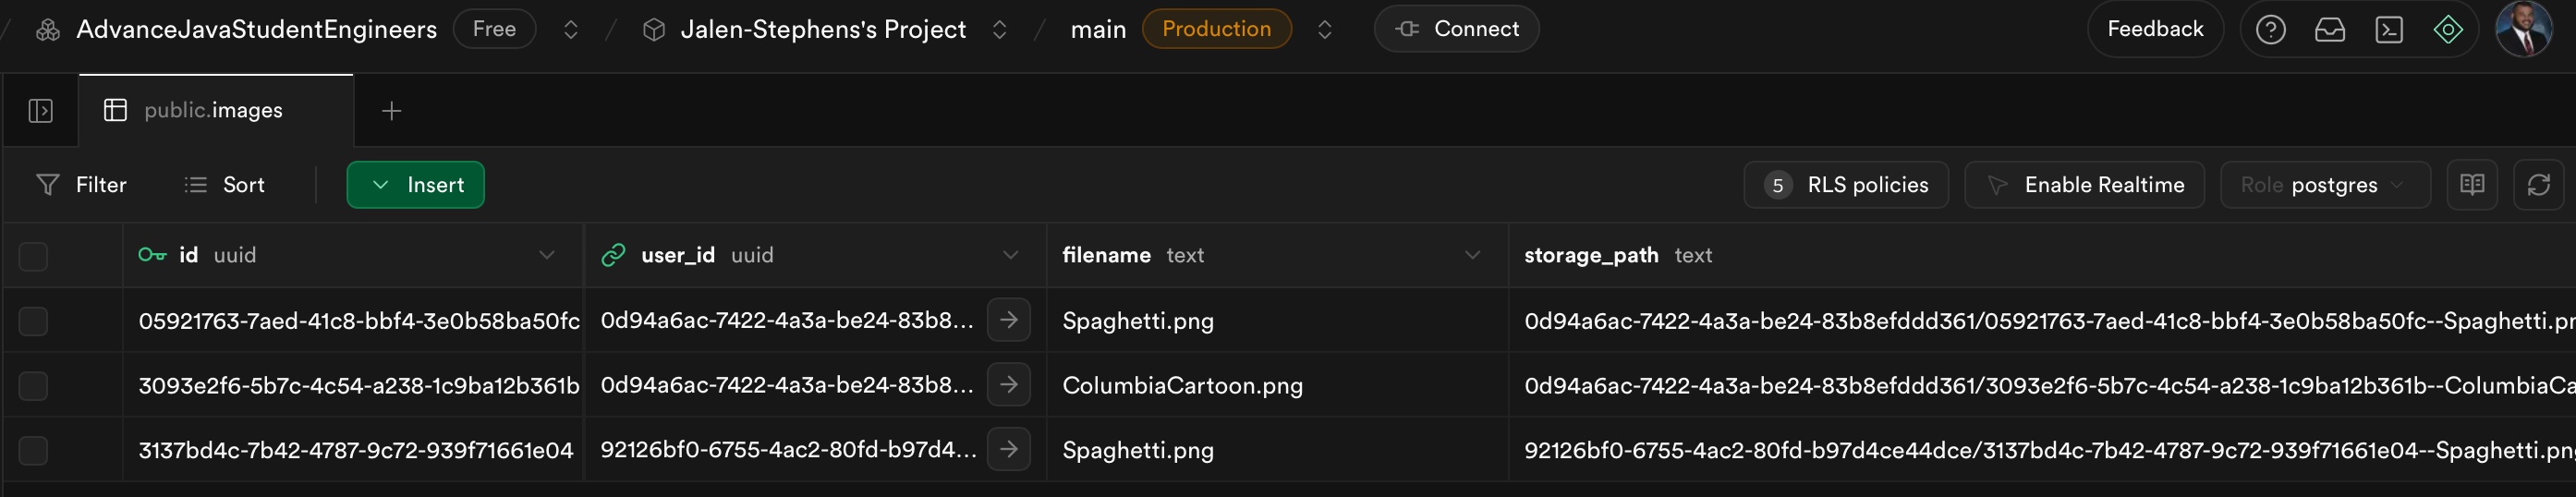 AdvanceJavaStudentEngineers Free / Jalen-Stephens's Project / main Production Connect Feedback
public.images
Filter Sort Insert 5 RLS policies Enable Realtime Role postgres
id uuid user_id uuid filename text storage_path text
05921763-7aed-41c8-bbf4-3e0b58ba50fc 0d94a6ac-7422-4a3a-be24-83b8... Spaghetti.png 0d94a6ac-7422-4a3a-be24-83b8efddd361/05921763-7aed-41c8-bbf4-3e0b58ba50fc--Spaghetti.pn
3093e2f6-5b7c-4c54-a238-1c9ba12b361b 0d94a6ac-7422-4a3a-be24-83b8... ColumbiaCartoon.png 0d94a6ac-7422-4a3a-be24-83b8efddd361/3093e2f6-5b7c-4c54-a238-1c9ba12b361b--ColumbiaCa
3137bd4c-7b42-4787-9c72-939f71661e04 92126bf0-6755-4ac2-80fd-b97d4... Spaghetti.png 92126bf0-6755-4ac2-80fd-b97d4ce44dce/3137bd4c-7b42-4787-9c72-939f71661e04--Spaghetti.pn